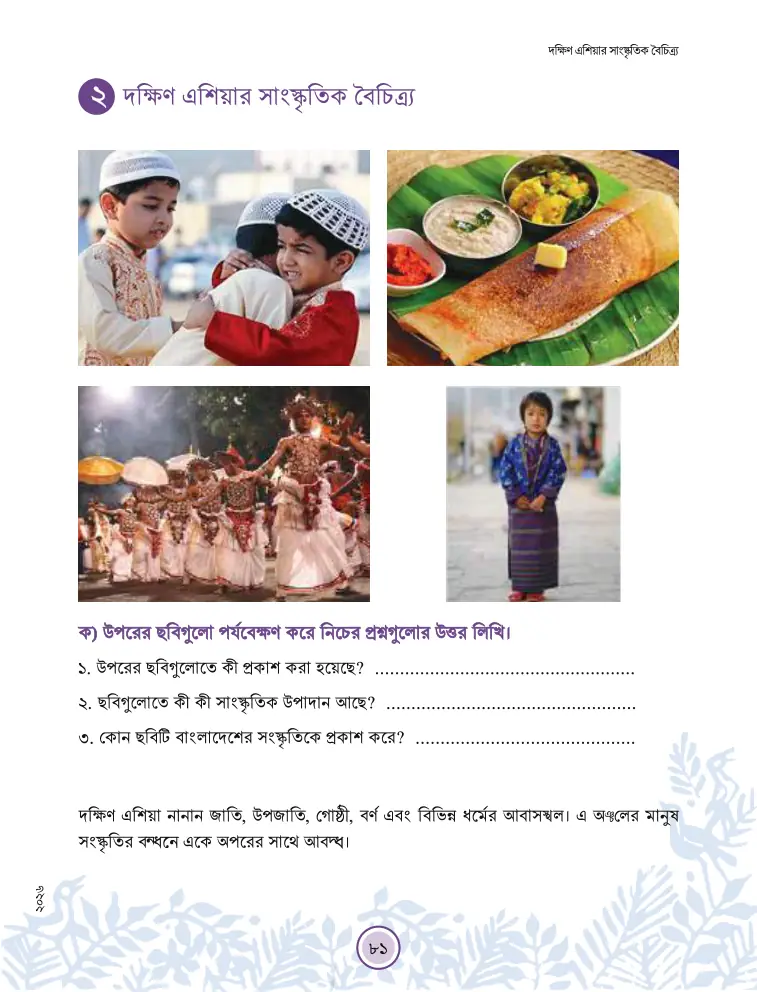 দক্ষিণ এশিয়ার সাংস্কৃতিক বৈচিত্র্য
২ দক্ষিণ এশিয়ার সাংস্কৃতিক বৈচিত্র্য
ক) উপরের ছবিগুলো পর্যবেক্ষণ করে নিচের প্রশ্নগুলোর উত্তর লিখি।
১. উপরের ছবিগুলোতে কী প্রকাশ করা হয়েছে? ....................................................
২. ছবিগুলোতে কী কী সাংস্কৃতিক উপাদান আছে? ..................................................
৩. কোন ছবিটি বাংলাদেশের সংস্কৃতিকে প্রকাশ করে? ............................................
দক্ষিণ এশিয়া নানান জাতি, উপজাতি, গোষ্ঠী, বর্ণ এবং বিভিন্ন ধর্মের আবাসস্থল। এ অঞ্চলের মানুষ
সংস্কৃতির বন্ধনে একে অপরের সাথে আবদ্ধ।
২০২৬
৮১